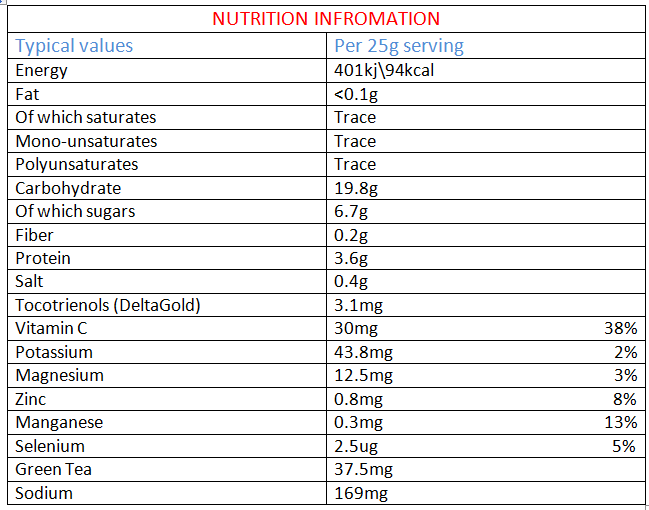 NUTRITION INFROMATION
Typical values Per 25g serving
Energy 401kj\94kcal
Fat <0.1g
Of which saturates Trace
Mono-unsaturates Trace
Polyunsaturates Trace
Carbohydrate 19.8g
Of which sugars 6.7g
Fiber 0.2g
Protein 3.6g
Salt 0.4g
Tocotrienols (DeltaGold) 3.1mg
Vitamin C 30mg 38%
Potassium 43.8mg 2%
Magnesium 12.5mg 3%
Zinc 0.8mg 8%
Manganese 0.3mg 13%
Selenium 2.5ug 5%
Green Tea 37.5mg
Sodium 169mg